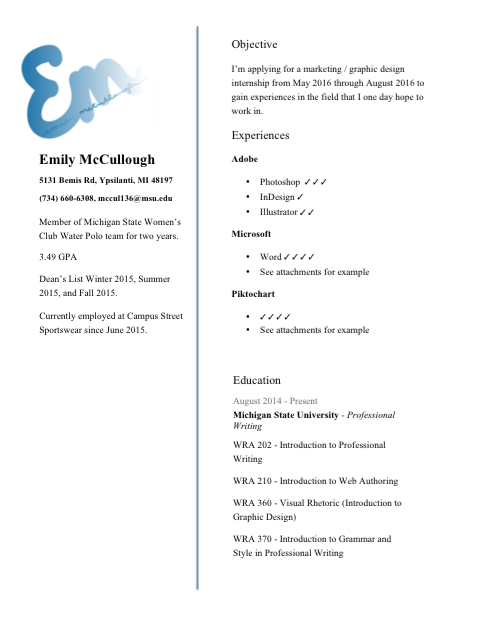 Em
emily mccullough
Emily McCullough
5131 Bemis Rd, Ypsilanti, MI 48197
(734) 660-6308, mccul136@msu.edu
Member of Michigan State Women's
Club Water Polo team for two years.
3.49 GPA
Dean's List Winter 2015, Summer
2015, and Fall 2015.
Currently employed at Campus Street
Sportswear since June 2015.
Objective
I'm applying for a marketing / graphic design
internship from May 2016 through August 2016 to
gain experiences in the field that I one day hope to
work in.
Experiences
Adobe
• Photoshop ✓✓✓
• InDesign ✓
• Illustrator ✓✓
Microsoft
• Word ✓✓✓✓
• See attachments for example
Piktochart
• ✓✓✓✓
• See attachments for example
Education
August 2014 - Present
Michigan State University - Professional
Writing
WRA 202 - Introduction to Professional
Writing
WRA 210 - Introduction to Web Authoring
WRA 360 - Visual Rhetoric (Introduction to
Graphic Design)
WRA 370 - Introduction to Grammar and
Style in Professional Writing